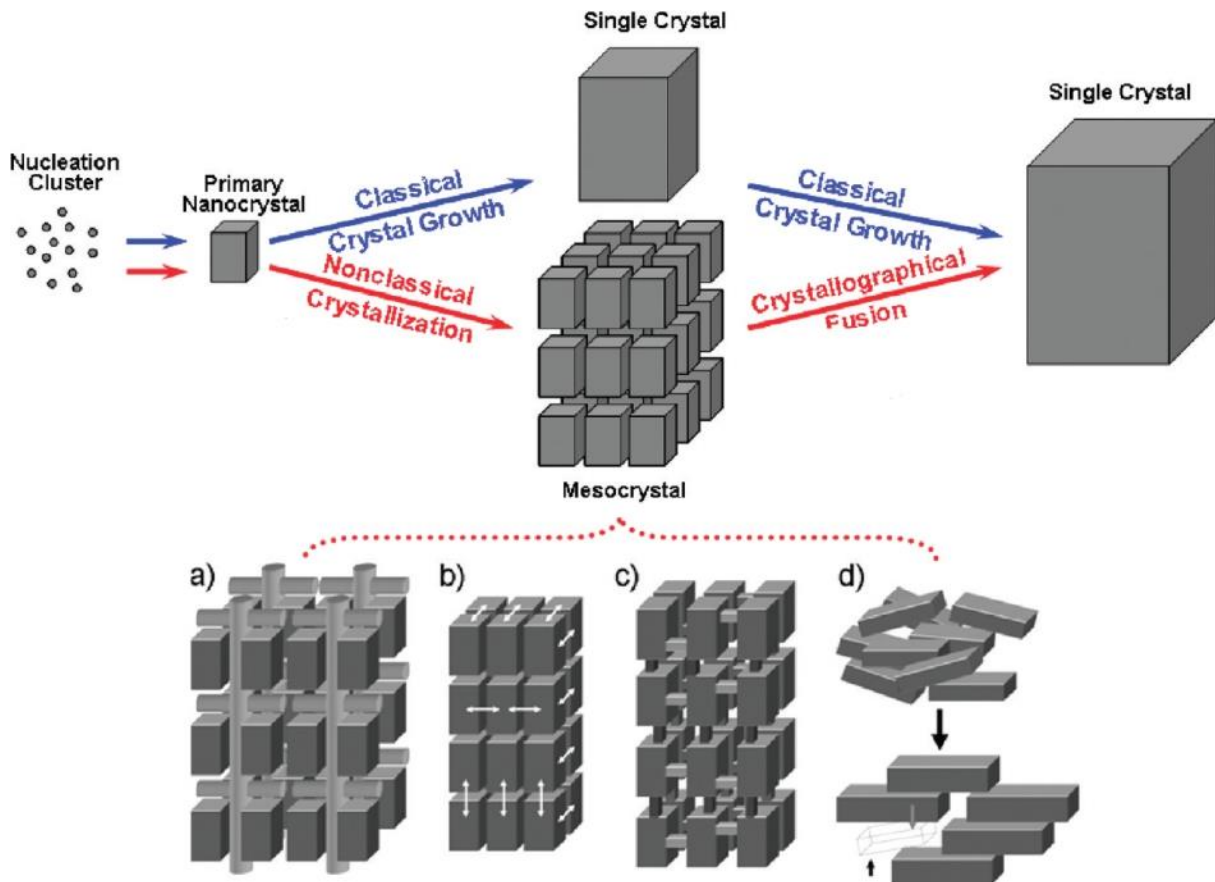 Single Crystal
Single Crystal
Nucleation
Cluster
Primary
Nanocrystal
Classical
Crystal Growth
Classical
Crystal Growth
Nonclassical
Crystallization
Crystallographical
Fusion
Mesocrystal
a)
b)
c)
d)